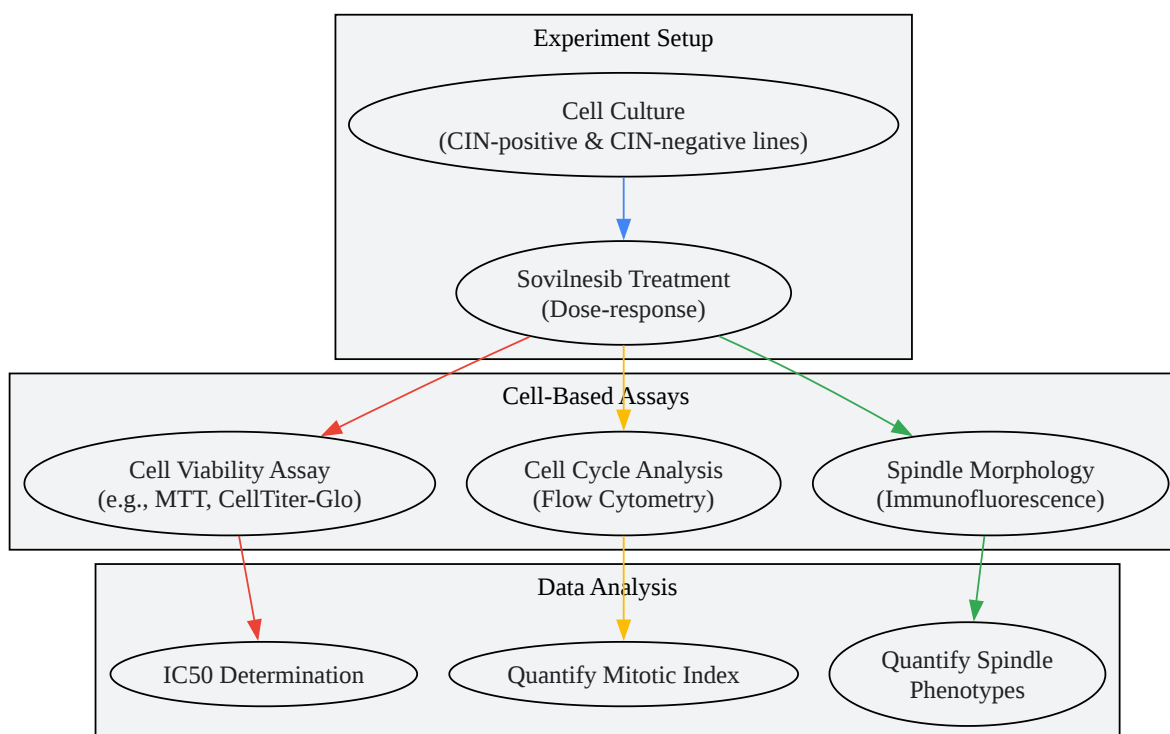 Experiment Setup
Cell Culture
(CIN-positive & CIN-negative lines)
Sovilnesib Treatment
(Dose-response)
Cell-Based Assays
Cell Viability Assay
(e.g., MTT, CellTiter-Glo)
Cell Cycle Analysis
(Flow Cytometry)
Spindle Morphology
(Immunofluorescence)
Data Analysis
IC50 Determination
Quantify Mitotic Index
Quantify Spindle
Phenotypes